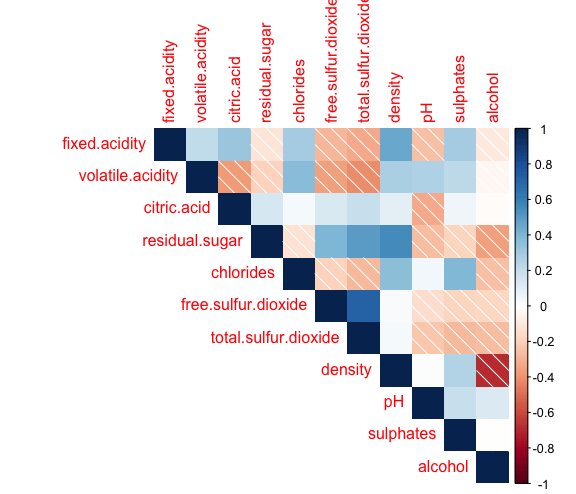 fixed.acidity
volatile.acidity
citric.acid
residual.sugar
chlorides
free.sulfur.dioxide
total.sulfur.dioxide
density
pH
sulphates
alcohol
fixed.acidity
volatile.acidity
citric.acid
residual.sugar
chlorides
free.sulfur.dioxide
total.sulfur.dioxide
density
pH
sulphates
alcohol
1
0.8
0.6
0.4
0.2
0
-0.2
-0.4
-0.6
-0.8
-1